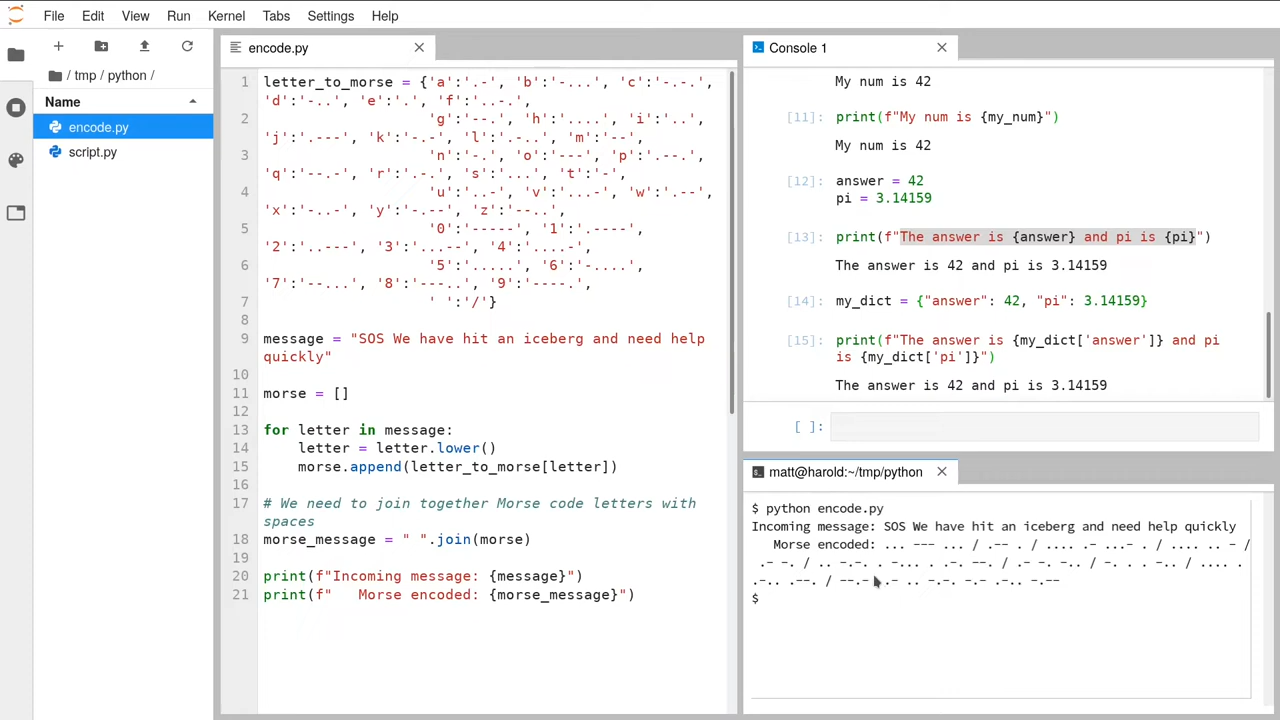 File Edit View Run Kernel Tabs Settings Help
/ tmp / python /
Name
encode.py
script.py
encode.py
1 letter_to_morse = {'a':'.-', 'b':'-...', 'c':'-.-.',
'd':'-..', 'e':'.', 'f':'..-.',
2 'g':'--.', 'h':'....', 'i':'..',
'j':'.---', 'k':'-.-', 'l':'.-..', 'm':'--',
3 'n':'-.', 'o':'---', 'p':'.--.',
'q':'--.-', 'r':'.-.', 's':'...', 't':'-',
4 'u':'..-', 'v':'...-', 'w':'.--',
'x':'-..-', 'y':'-.--', 'z':'--..',
5 '0':'-----', '1':'.----',
'2':'..---', '3':'...--', '4':'....-',
6 '5':'.....', '6':'-....',
'7':'--...', '8':'---..', '9':'----.',
7 ' ':'/'}
8
9 message = "SOS We have hit an iceberg and need help
quickly"
10
11 morse = []
12
13 for letter in message:
14 letter = letter.lower()
15 morse.append(letter_to_morse[letter])
16
17 # We need to join together Morse code letters with
spaces
18 morse_message = " ".join(morse)
19
20 print(f"Incoming message: {message}")
21 print(f"   Morse encoded: {morse_message}")
Console 1
My num is 42
[11]: print(f"My num is {my_num}")
My num is 42
[12]: answer = 42
pi = 3.14159
[13]: print(f"The answer is {answer} and pi is {pi}")
The answer is 42 and pi is 3.14159
[14]: my_dict = {"answer": 42, "pi": 3.14159}
[15]: print(f"The answer is {my_dict['answer']} and pi
is {my_dict['pi']}")
The answer is 42 and pi is 3.14159
[ ]:
matt@harold:~/tmp/python
$ python encode.py
Incoming message: SOS We have hit an iceberg and need help quickly
Morse encoded: ... --- ... / .-- . / .... .- ...- . / .... .. - /
.- -. / .. -.-. . -... . .-. --. / .- -. -.. / -. . . -.. / .... .
.-.. .--. / --.- ..- .. -.-. -.- .-.. -.--
$